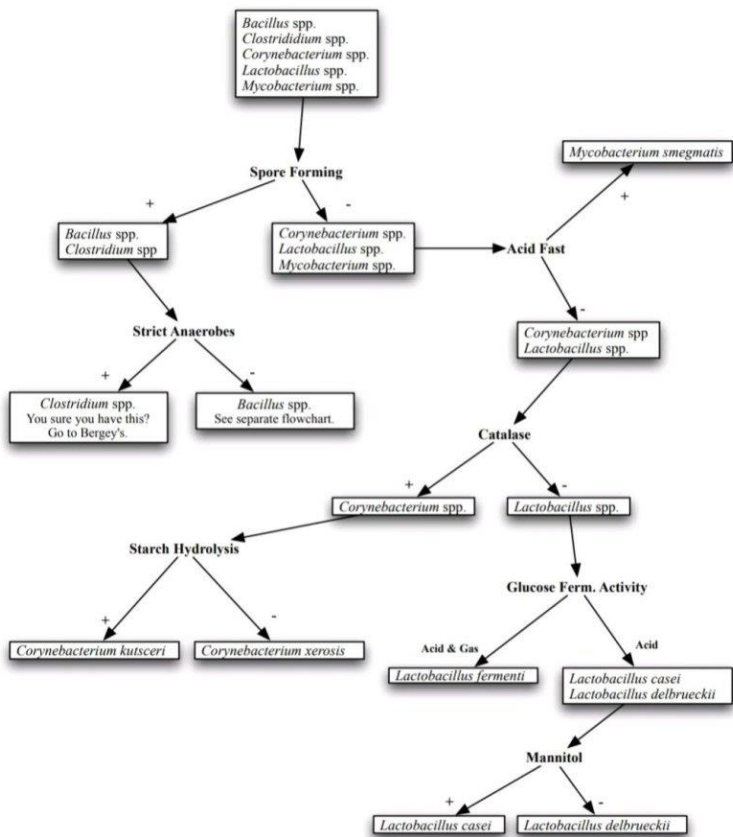 Bacillus spp.
Clostrididium spp.
Corynebacterium spp.
Lactobacillus spp.
Mycobacterium spp.
Mycobacterium smegmatis
Spore Forming
+
-
+
Bacillus spp.
Clostridium spp
Corynebacterium spp.
Lactobacillus spp.
Mycobacterium spp.
Acid Fast
-
Strict Anaerobes
Corynebacterium spp
Lactobacillus spp.
+
-
Clostridium spp.
You sure you have this?
Go to Bergey's.
Bacillus spp.
See separate flowchart.
Catalase
+
-
Corynebacterium spp.
Lactobacillus spp.
Starch Hydrolysis
Glucose Ferm. Activity
+
-
Corynebacterium kutsceri
Corynebacterium xerosis
Acid & Gas
Acid
Lactobacillus fermenti
Lactobacillus casei
Lactobacillus delbrueckii
Mannitol
+
-
Lactobacillus casei
Lactobacillus delbrueckii